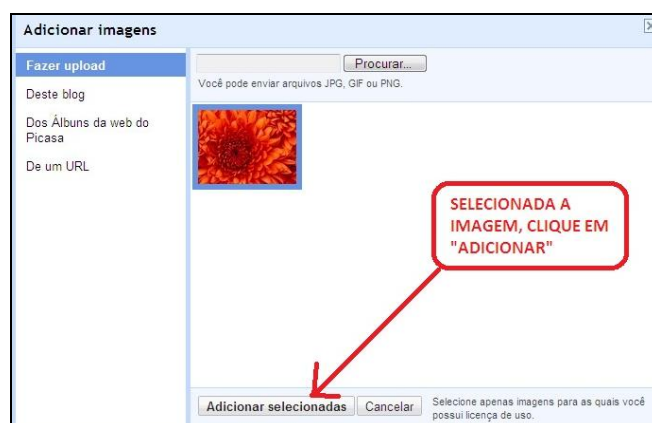 Adicionar imagens
Fazer upload
Deste blog
Dos Álbuns da web do
Picasa
De um URL
Procurar...
Você pode enviar arquivos JPG, GIF ou PNG.
SELECIONADA A
IMAGEM, CLIQUE EM
"ADICIONAR"
Adicionar selecionadas
Cancelar
Selecione apenas imagens para as quais você
possui licença de uso.